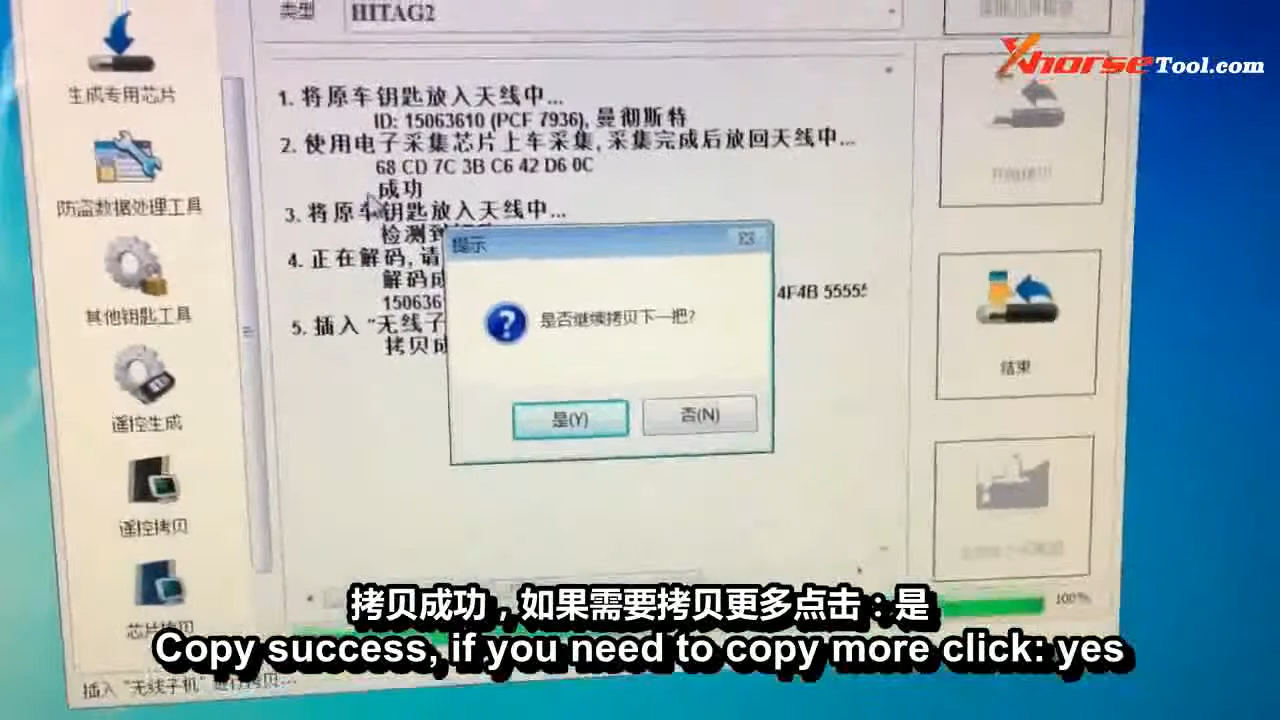 类型
HITAG2
XhorseTool.com
生成专用芯片
防盗数据处理工具
其他钥匙工具
遥控生成
遥控拷贝
芯片拷贝
1. 将原车钥匙放入天线中...
ID: 15063610 (PCF 7936), 曼彻斯特
2. 使用电子采集芯片上车采集, 采集完成后放回天线中...
68 CD 7C 3B C6 42 D6 0C
成功
3. 将原车钥匙放入天线中...
检测到
4. 正在解码, 请
解码成
150636
4F4B 55555
5. 插入 "无线子
拷贝成
提示
是否继续拷贝下一把?
是(Y)
否(N)
结果
100%
拷贝成功，如果需要拷贝更多点击：是
Copy success, if you need to copy more click: yes
插入 "无线子机" 进行拷贝...